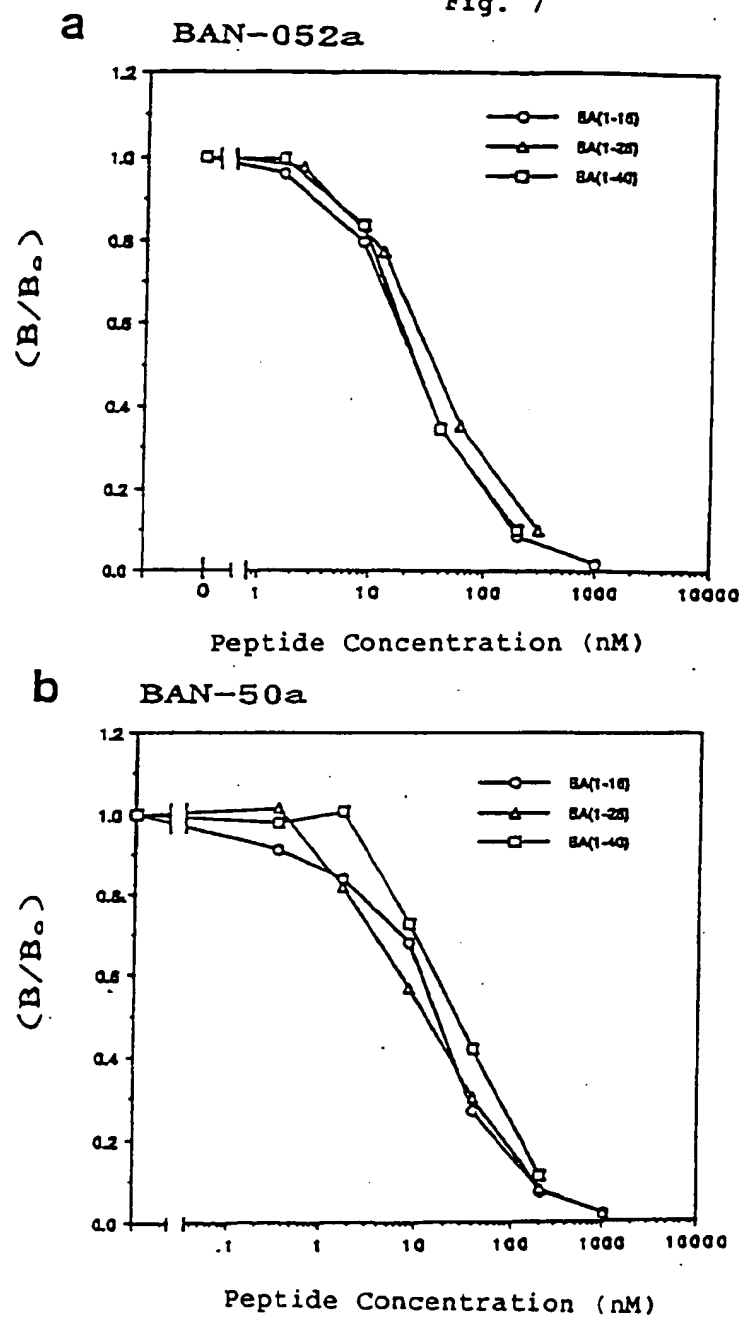 Fig. 7
a
BAN-052a
(B/B₀)
1.2
1.0
0.8
0.6
0.4
0.2
0.0
BA(1-16)
BA(1-28)
BA(1-40)
0 1 10 100 1000 10000
Peptide Concentration (nM)
b
BAN-50a
(B/B₀)
1.2
1.0
0.8
0.6
0.4
0.2
0.0
BA(1-16)
BA(1-28)
BA(1-40)
.1 1 10 100 1000 10000
Peptide Concentration (nM)